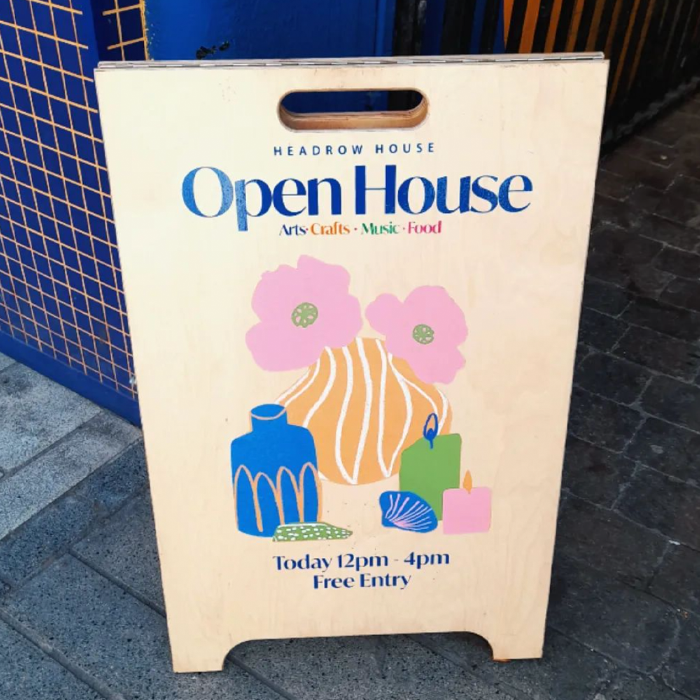 HEADROW HOUSE
Open House
Arts · Crafts · Music · Food
Today 12pm - 4pm
Free Entry